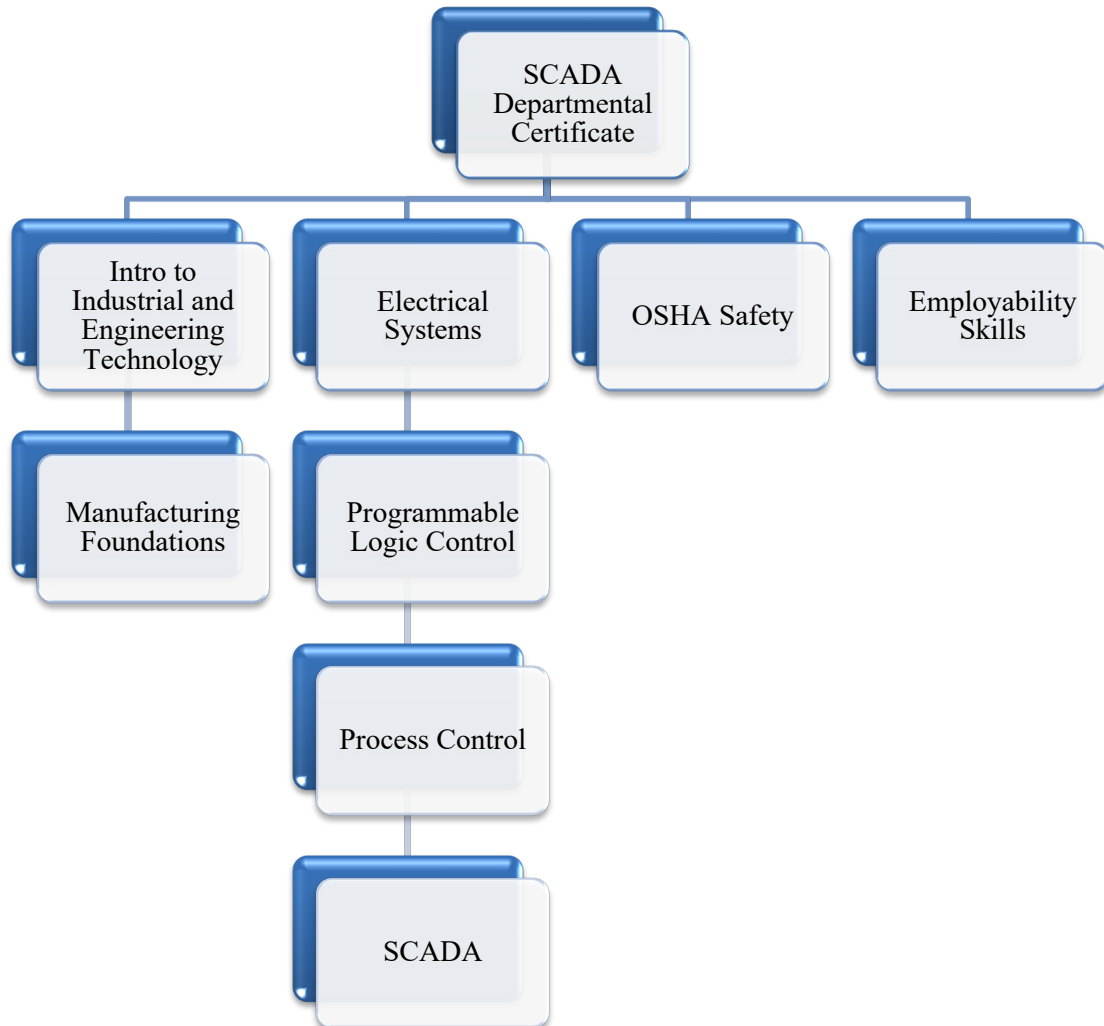 SCADA
Departmental
Certificate
Intro to
Industrial and
Engineering
Technology
Electrical
Systems
OSHA Safety
Employability
Skills
Manufacturing
Foundations
Programmable
Logic Control
Process Control
SCADA